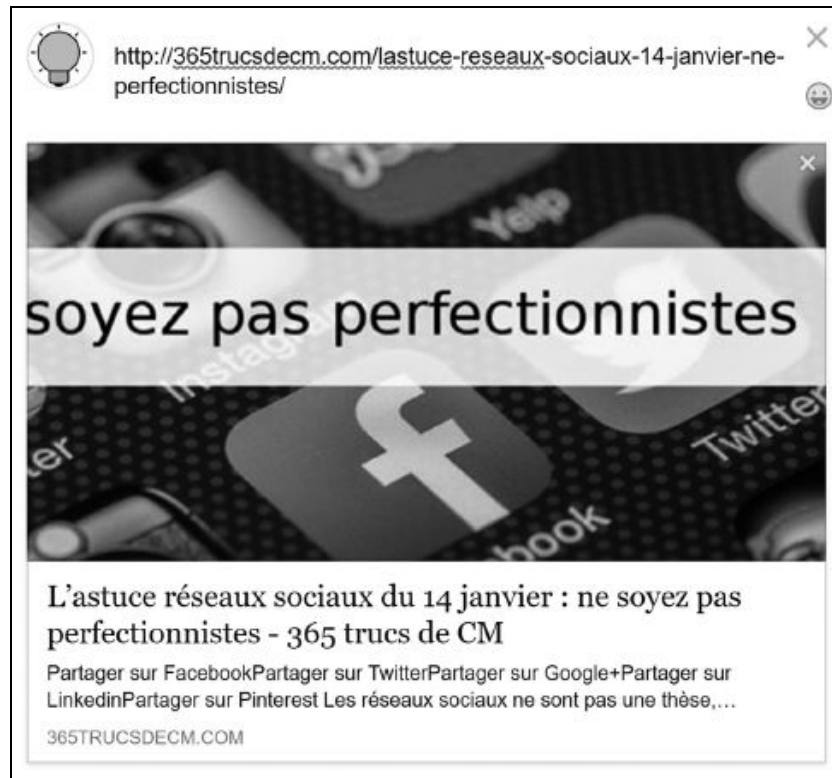 http://365trucsdecm.com/lastuce-reseaux-sociaux-14-janvier-ne-
perfectionnistes/
Yelp
soyez pas perfectionnistes
Instagram
Twitter
er
book
L'astuce réseaux sociaux du 14 janvier : ne soyez pas
perfectionnistes - 365 trucs de CM
Partager sur FacebookPartager sur TwitterPartager sur Google+Partager sur
LinkedinPartager sur Pinterest Les réseaux sociaux ne sont pas une thèse,...
365TRUCSDECM.COM